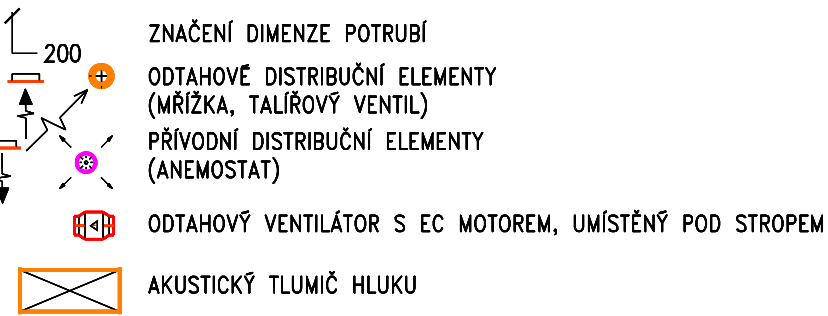 ZNAČENÍ DIMENZE POTRUBÍ
200
ODTAHOVÉ DISTRIBUČNÍ ELEMENTY
(MŘÍŽKA, TALÍŘOVÝ VENTIL)
PŘÍVODNÍ DISTRIBUČNÍ ELEMENTY
(ANEMOSTAT)
ODTAHOVÝ VENTILÁTOR S EC MOTOREM, UMÍSTĚNÝ POD STROPEM
AKUSTICKÝ TLUMIČ HLUKU